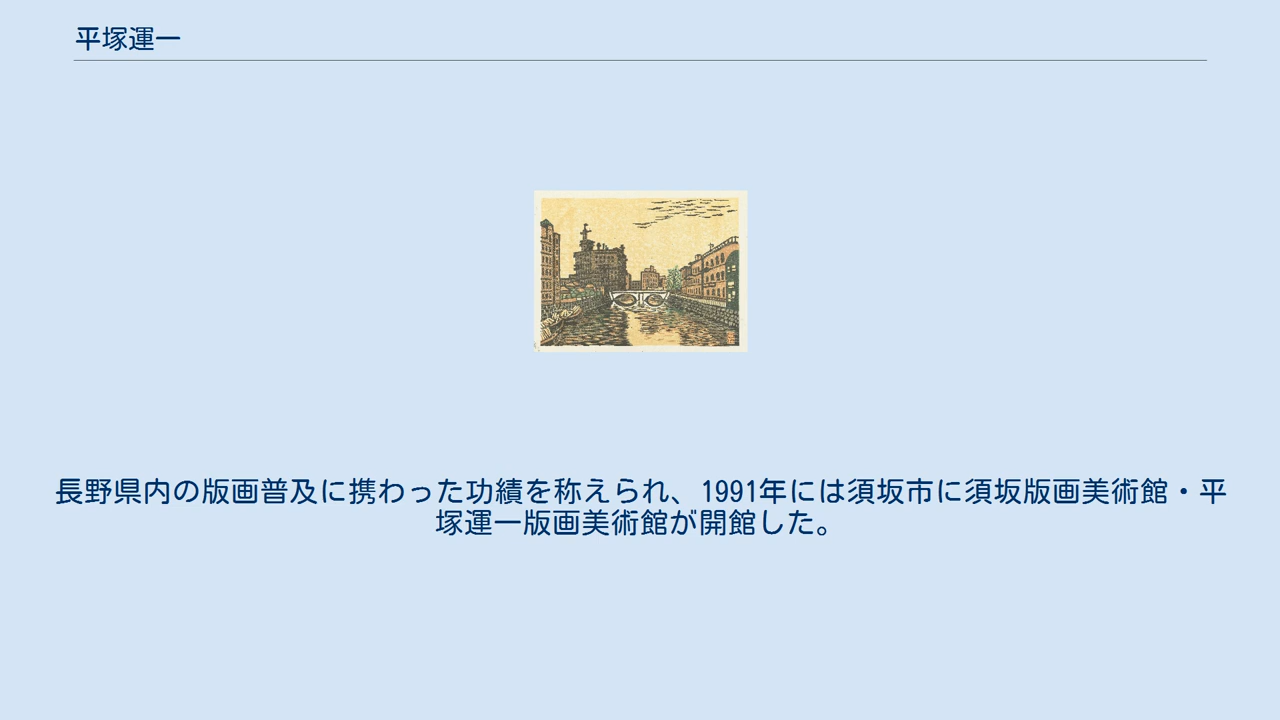 平塚運一
長野県内の版画普及に携わった功績を称えられ、1991年には須坂市に須坂版画美術館・平
塚運一版画美術館が開館した。